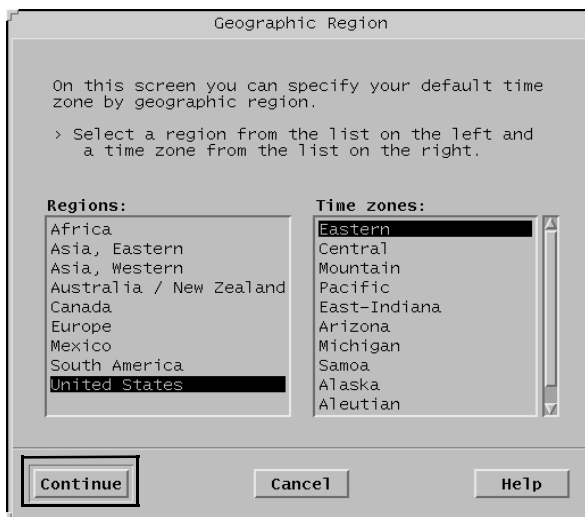 Geographic Region
On this screen you can specify your default time
zone by geographic region.
> Select a region from the list on the left and
a time zone from the list on the right.
Regions:
Africa
Asia, Eastern
Asia, Western
Australia / New Zealand
Canada
Europe
Mexico
South America
United States
Time zones:
Eastern
Central
Mountain
Pacific
East-Indiana
Arizona
Michigan
Samoa
Alaska
Aleutian
Continue
Cancel
Help